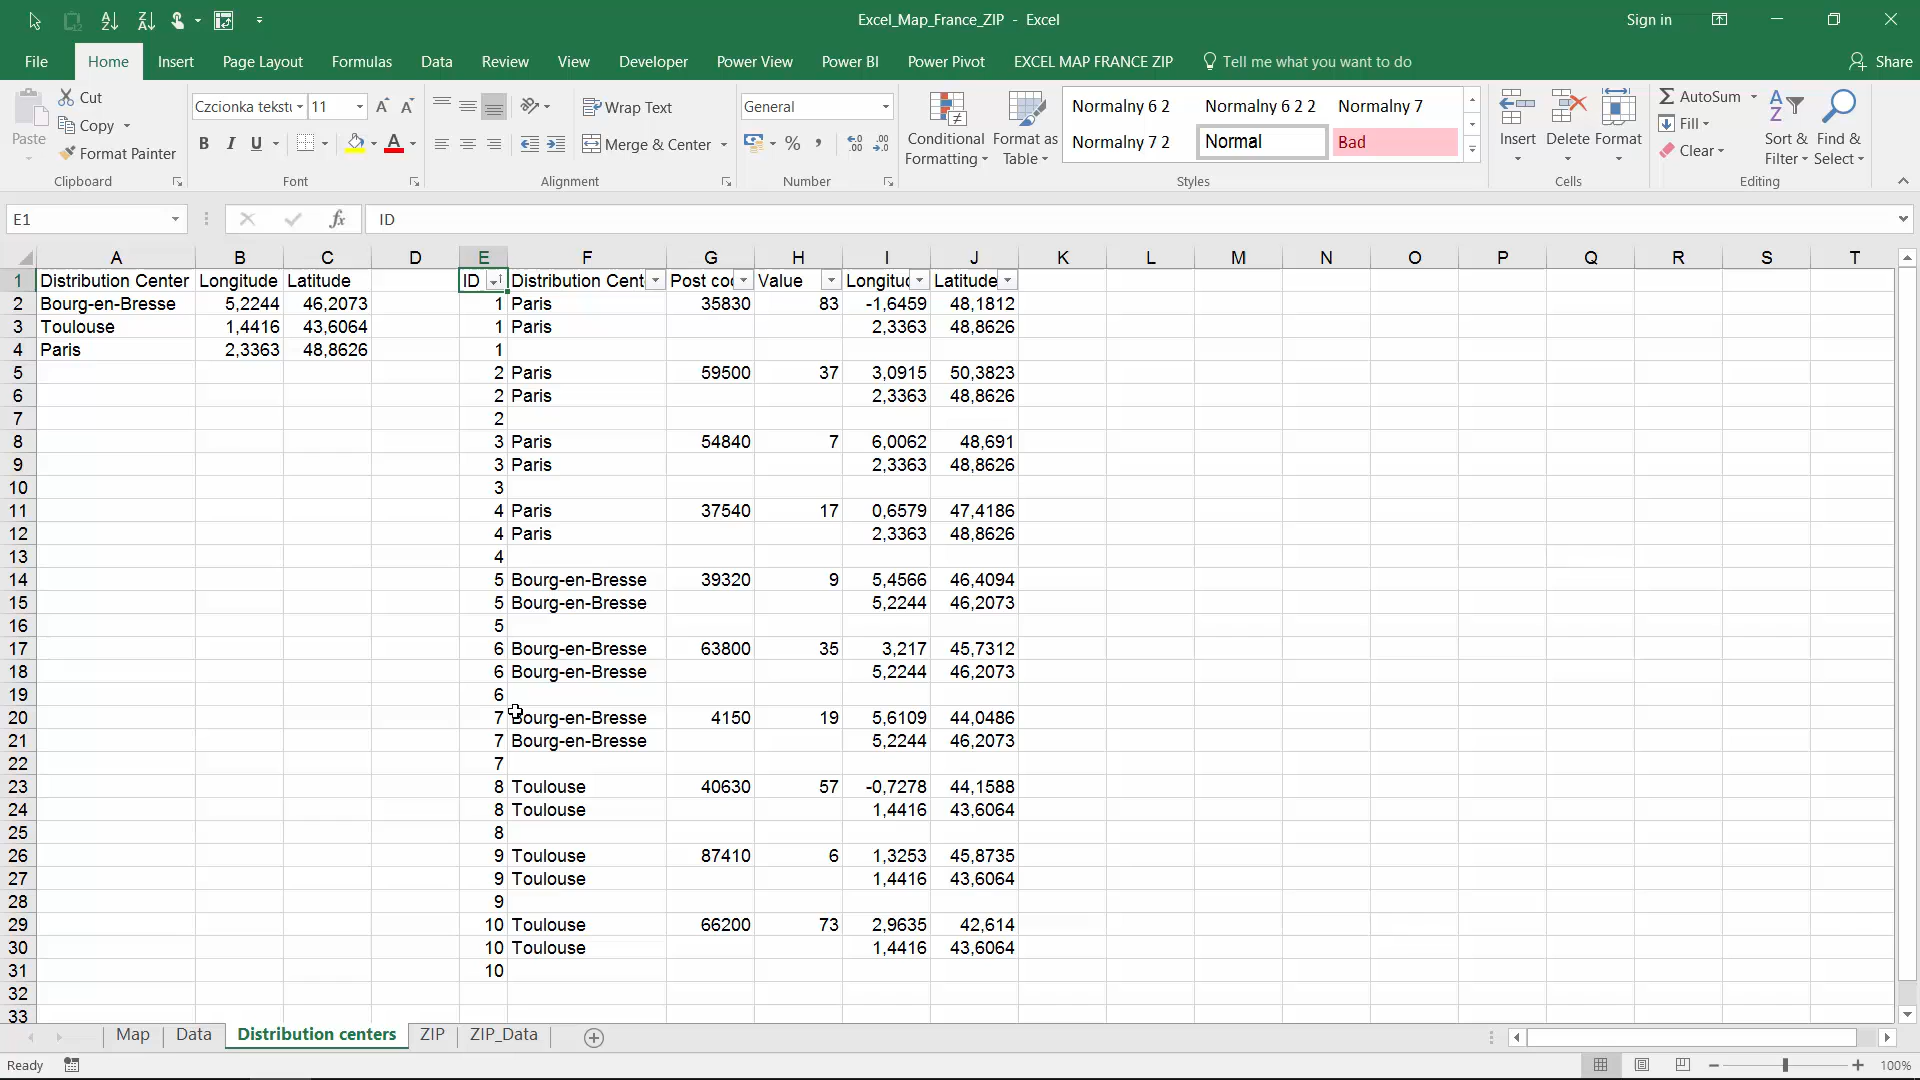 Excel_Map_France_ZIP - Excel
Sign in
File Home Insert Page Layout Formulas Data Review View Developer Power View Power BI Power Pivot EXCEL MAP FRANCE ZIP Tell me what you want to do Share
Cut
Copy
Format Painter
Paste
Czcionka tekstu 11
B I U
Wrap Text
Merge & Center
General
Conditional Formatting
Format as Table
Normalny 6 2 Normalny 6 2 2 Normalny 7
Normalny 7 2 Normal Bad
Insert Delete Format
AutoSum
Fill
Clear
Sort & Filter
Find & Select
Clipboard Font Alignment Number Styles Cells Editing
E1 fx ID
A B C D E F G H I J K L M N O P Q R S T
1 Distribution Center Longitude Latitude ID Distribution Cent Post co Value Longitu Latitude
2 Bourg-en-Bresse 5,2244 46,2073 1 Paris 35830 83 -1,6459 48,1812
3 Toulouse 1,4416 43,6064 1 Paris 2,3363 48,8626
4 Paris 2,3363 48,8626 1
5 2 Paris 59500 37 3,0915 50,3823
6 2 Paris 2,3363 48,8626
7 2
8 3 Paris 54840 7 6,0062 48,691
9 3 Paris 2,3363 48,8626
10 3
11 4 Paris 37540 17 0,6579 47,4186
12 4 Paris 2,3363 48,8626
13 4
14 5 Bourg-en-Bresse 39320 9 5,4566 46,4094
15 5 Bourg-en-Bresse 5,2244 46,2073
16 5
17 6 Bourg-en-Bresse 63800 35 3,217 45,7312
18 6 Bourg-en-Bresse 5,2244 46,2073
19 6
20 7 Bourg-en-Bresse 4150 19 5,6109 44,0486
21 7 Bourg-en-Bresse 5,2244 46,2073
22 7
23 8 Toulouse 40630 57 -0,7278 44,1588
24 8 Toulouse 1,4416 43,6064
25 8
26 9 Toulouse 87410 6 1,3253 45,8735
27 9 Toulouse 1,4416 43,6064
28 9
29 10 Toulouse 66200 73 2,9635 42,614
30 10 Toulouse 1,4416 43,6064
31 10
32
33
Map Data Distribution centers ZIP ZIP_Data
Ready 100%